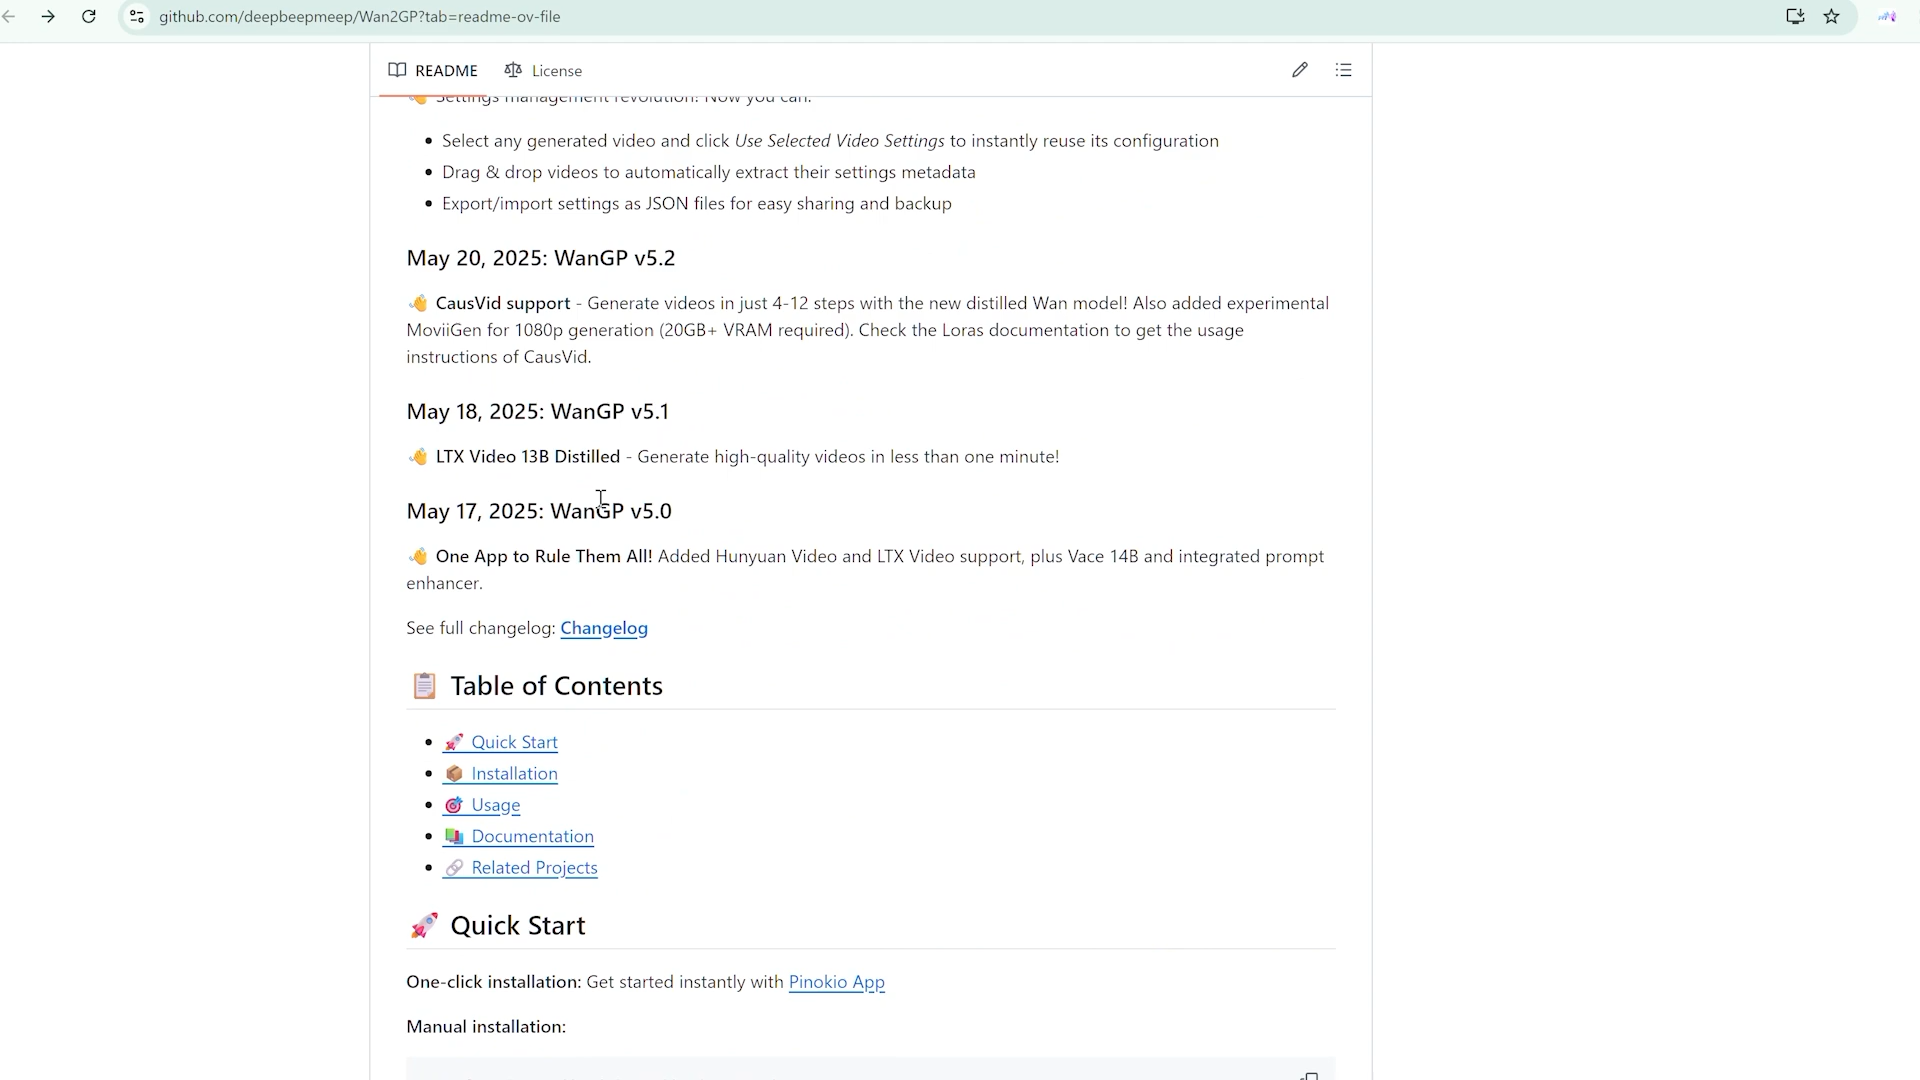 github.com/deepbeepmeep/Wan2GP?tab=readme-ov-file
README
License
Settings management revolution! Now you can:
• Select any generated video and click Use Selected Video Settings to instantly reuse its configuration
• Drag & drop videos to automatically extract their settings metadata
• Export/import settings as JSON files for easy sharing and backup
May 20, 2025: WanGP v5.2
👋 CausVid support - Generate videos in just 4-12 steps with the new distilled Wan model! Also added experimental
MoviiGen for 1080p generation (20GB+ VRAM required). Check the Loras documentation to get the usage
instructions of CausVid.
May 18, 2025: WanGP v5.1
👋 LTX Video 13B Distilled - Generate high-quality videos in less than one minute!
May 17, 2025: WanGP v5.0
👋 One App to Rule Them All! Added Hunyuan Video and LTX Video support, plus Vace 14B and integrated prompt
enhancer.
See full changelog: Changelog
📋 Table of Contents
• 🚀 Quick Start
• 📦 Installation
• 🎯 Usage
• 📚 Documentation
• 🔗 Related Projects
🚀 Quick Start
One-click installation: Get started instantly with Pinokio App
Manual installation: